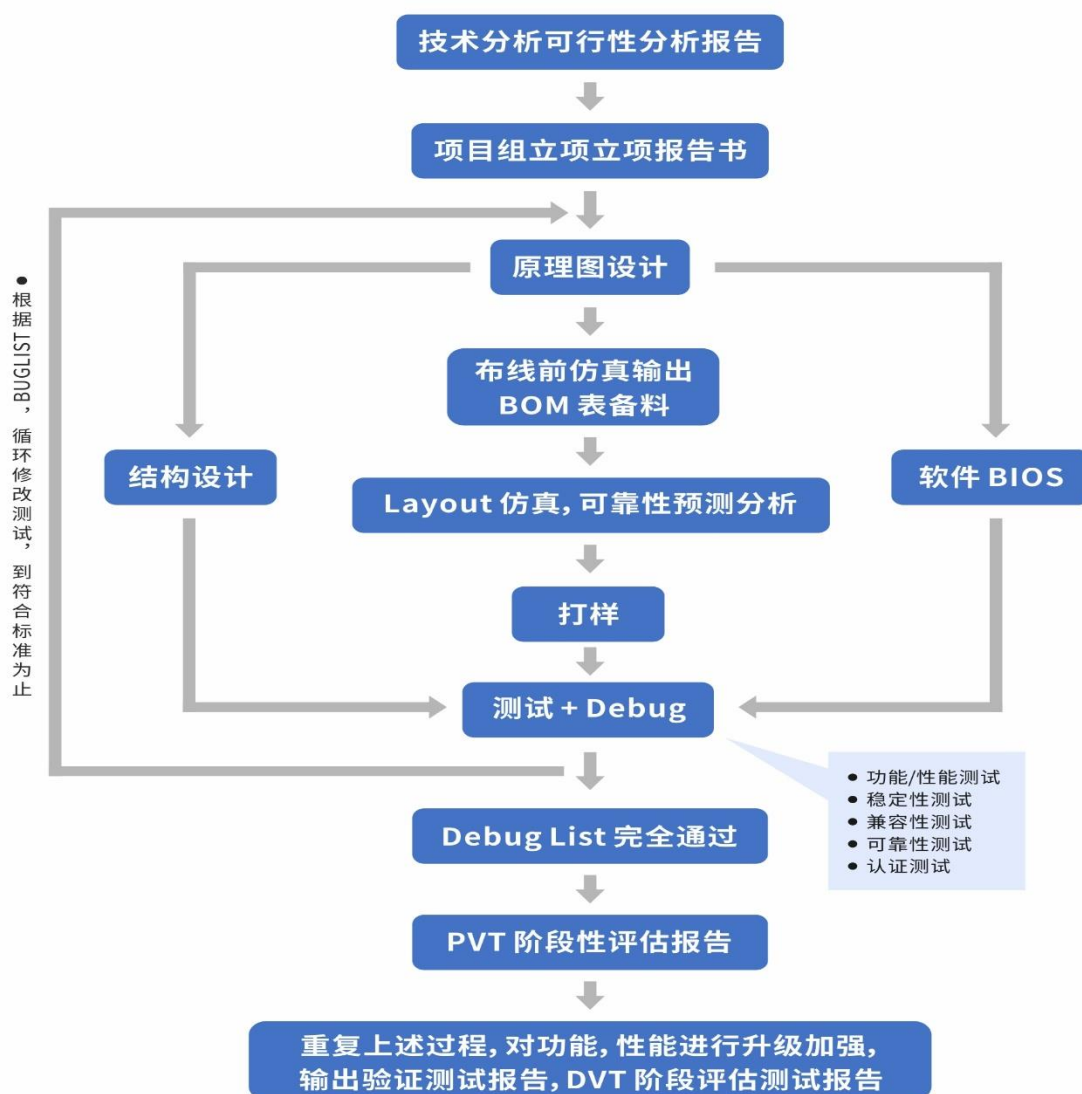 技术分析可行性分析报告
项目组立项立项报告书
原理图设计
布线前仿真输出
BOM 表备料
结构设计
软件 BIOS
Layout 仿真，可靠性预测分析
打样
测试 + Debug
● 根据，BUGLIST，循环修改测试，到符合标准为止
● 功能/性能测试
● 稳定性测试
● 兼容性测试
● 可靠性测试
● 认证测试
Debug List 完全通过
PVT 阶段性评估报告
重复上述过程，对功能，性能进行升级加强，
输出验证测试报告，DVT 阶段评估测试报告